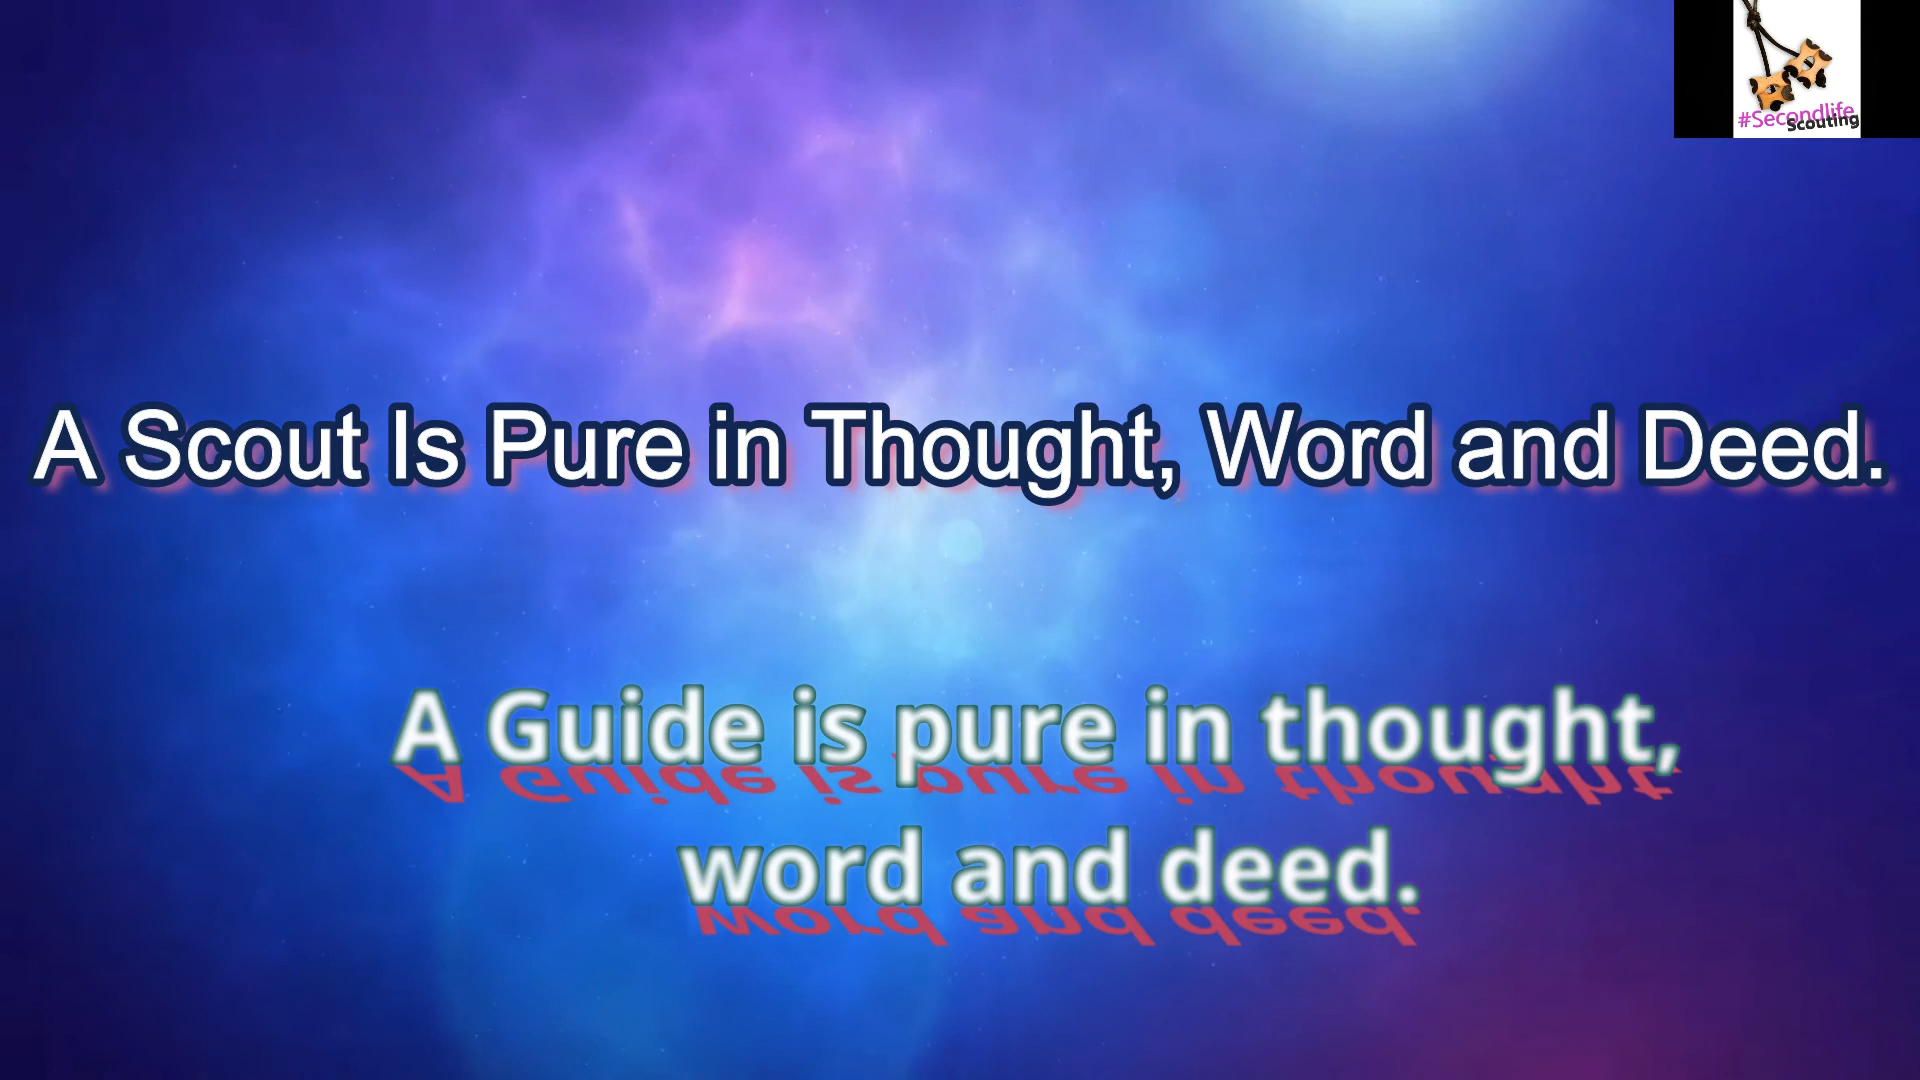 #Secondlife
Scouting
A Scout Is Pure in Thought, Word and Deed.
A Guide is pure in thought,
word and deed.